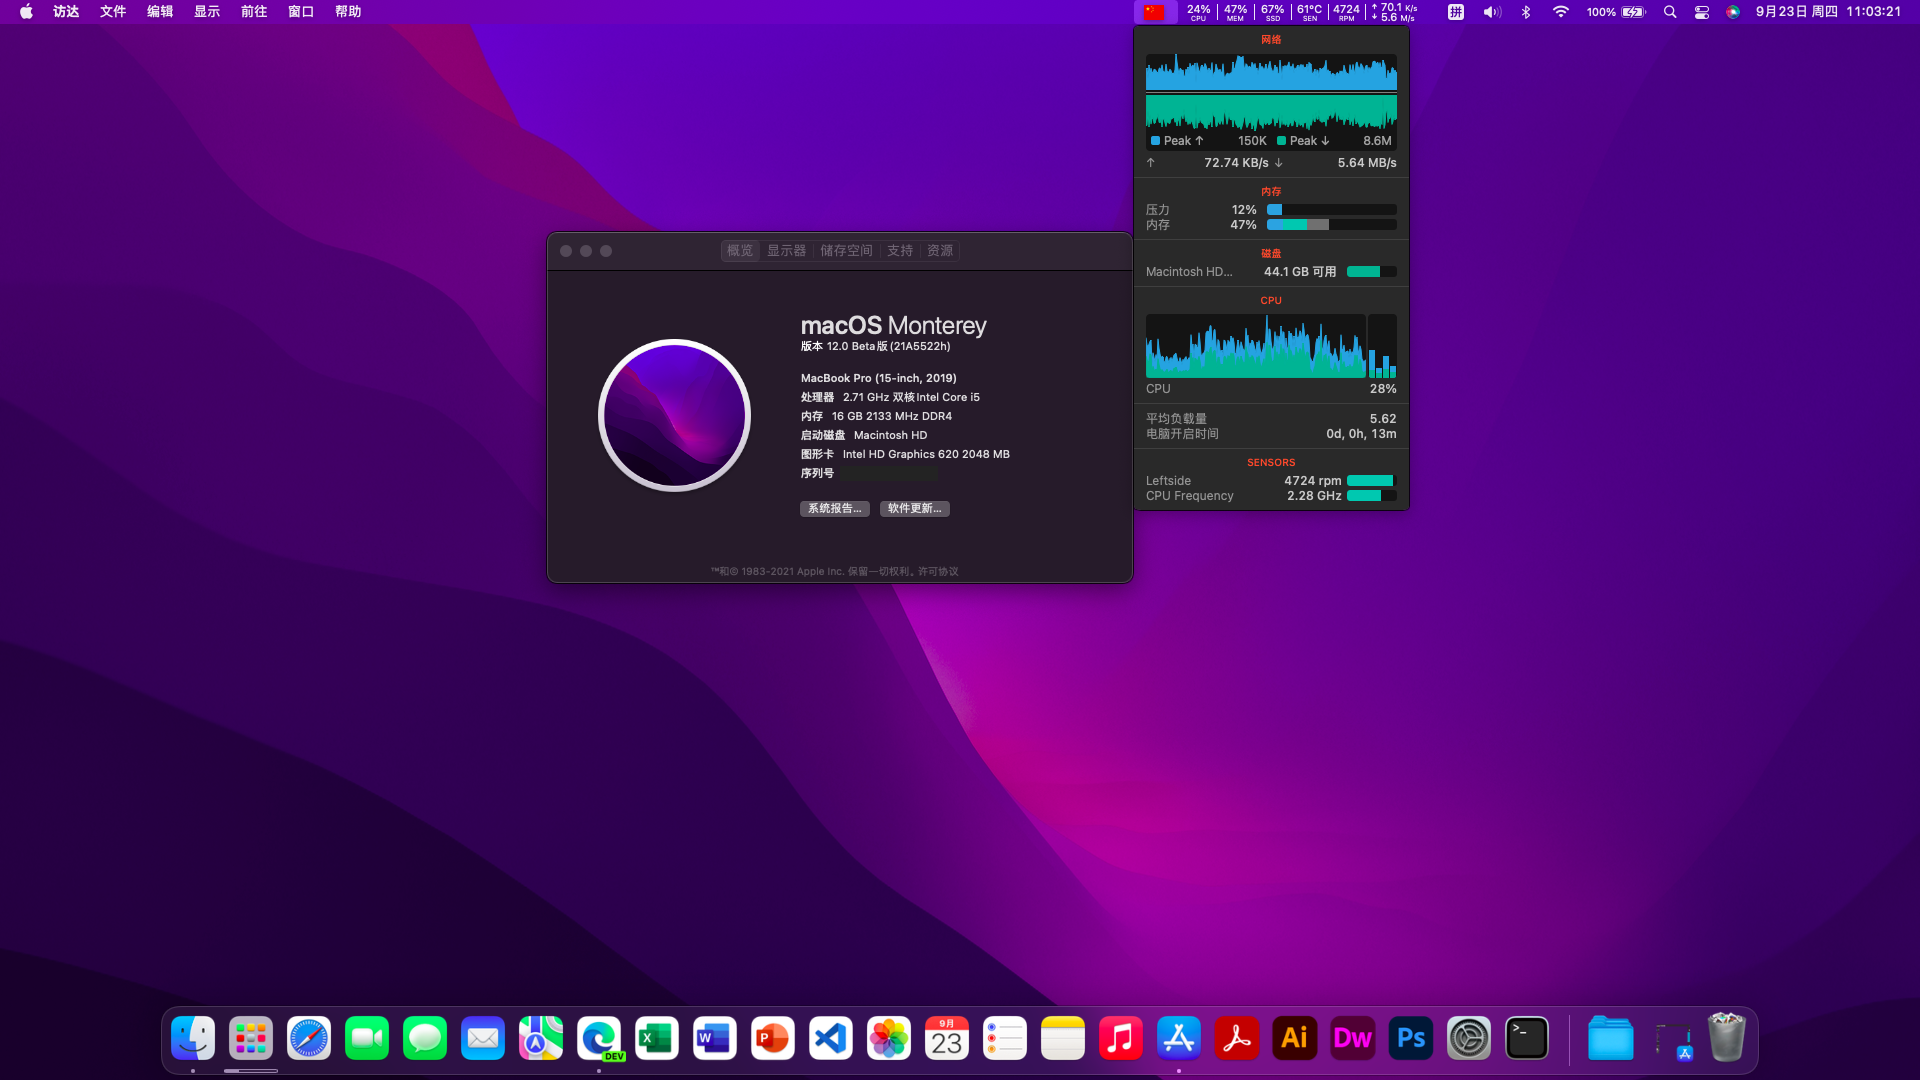 访达 文件 编辑 显示 前往 窗口 帮助
24% CPU 47% MEM 67% SSD 61°C SEN 4724 RPM ↑ 70.1 K/s ↓ 5.6 M/s 拼 100% 9月23日 周四 11:03:21
网络
Peak ↑ 150K Peak ↓ 8.6M
↑ 72.74 KB/s ↓ 5.64 MB/s
内存
压力 12%
内存 47%
磁盘
Macintosh HD... 44.1 GB 可用
CPU
CPU 28%
平均负载量 5.62
电脑开启时间 0d, 0h, 13m
SENSORS
Leftside 4724 rpm
CPU Frequency 2.28 GHz
概览 显示器 储存空间 支持 资源
macOS Monterey
版本 12.0 Beta版 (21A5522h)
MacBook Pro (15-inch, 2019)
处理器 2.71 GHz 双核Intel Core i5
内存 16 GB 2133 MHz DDR4
启动磁盘 Macintosh HD
图形卡 Intel HD Graphics 620 2048 MB
序列号
系统报告... 软件更新...
™和© 1983-2021 Apple Inc. 保留一切权利。许可协议
DEV X W P 9月 23 Ai Dw Ps >_